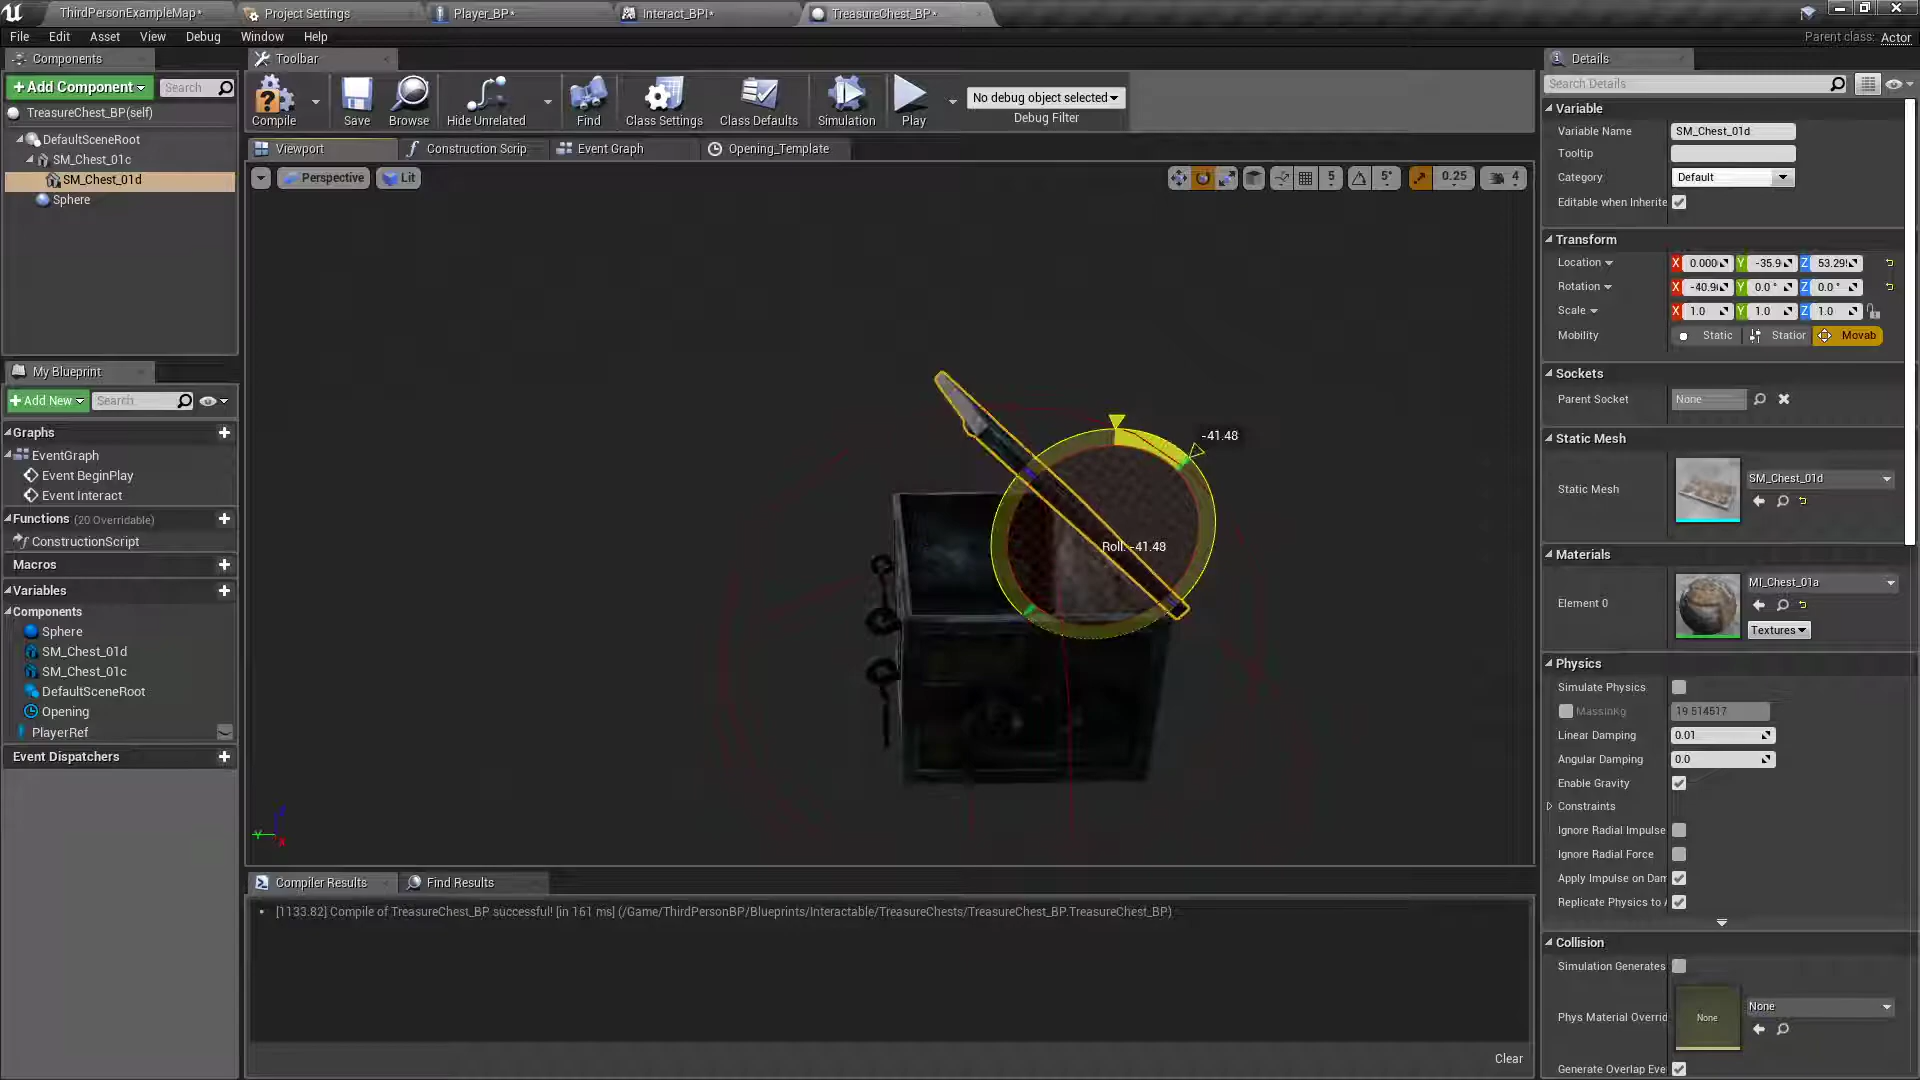 ThirdPersonExampleMap*
Project Settings
Player_BP*
Interact_BPI*
TreasureChest_BP*
File
Edit
Asset
View
Debug
Window
Help
Parent class: Actor
Components
Toolbar
Details
+Add Component
Search
Search Details
TreasureChest_BP(self)
DefaultSceneRoot
SM_Chest_01c
SM_Chest_01d
Sphere
Compile
Save
Browse
Hide Unrelated
Find
Class Settings
Class Defaults
Simulation
Play
No debug object selected
Debug Filter
Viewport
Construction Scrip
Event Graph
Opening_Template
Perspective
Lit
5
5°
0.25
4
-41.48
Roll: -41.48
My Blueprint
+Add New
Search
Graphs
EventGraph
Event BeginPlay
Event Interact
Functions (20 Overridable)
ConstructionScript
Macros
Variables
Components
Sphere
SM_Chest_01d
SM_Chest_01c
DefaultSceneRoot
Opening
PlayerRef
Event Dispatchers
Compiler Results
Find Results
[1133.82] Compile of TreasureChest_BP successful! [in 161 ms] (/Game/ThirdPersonBP/Blueprints/Interactable/TreasureChests/TreasureChest_BP.TreasureChest_BP)
Clear
Variable
Variable Name SM_Chest_01d
Tooltip
Category Default
Editable when Inherite
Transform
Location X 0.000 Y -35.9 Z 53.29
Rotation X -40.9 Y 0.0 ° Z 0.0 °
Scale X 1.0 Y 1.0 Z 1.0
Mobility Static Station Movab
Sockets
Parent Socket None
Static Mesh
Static Mesh SM_Chest_01d
Materials
Element 0 MI_Chest_01a
Textures
Physics
Simulate Physics
MassInKg 19.514517
Linear Damping 0.01
Angular Damping 0.0
Enable Gravity
Constraints
Ignore Radial Impulse
Ignore Radial Force
Apply Impulse on Dam
Replicate Physics to A
Collision
Simulation Generates
Phys Material Overrid None None
Generate Overlap Eve